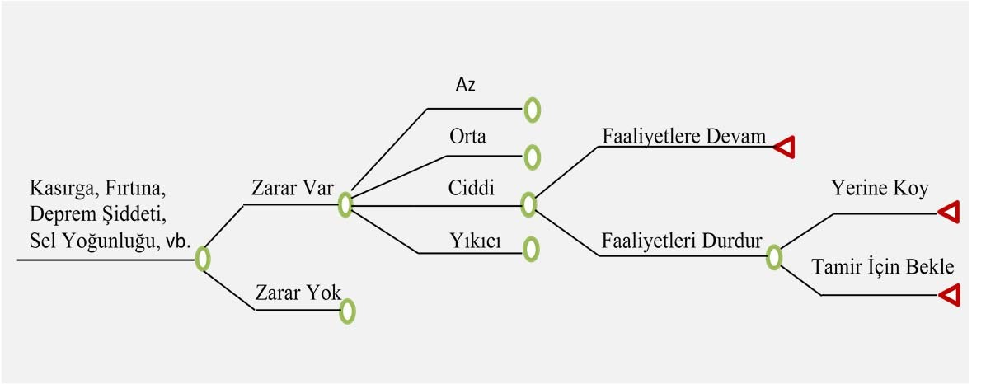 Az
Orta
Faaliyetlere Devam
Kasırga, Fırtına,
Deprem Şiddeti,
Sel Yoğunluğu, vb.
Zarar Var
Ciddi
Yerine Koy
Yıkıcı
Faaliyetleri Durdur
Tamir İçin Bekle
Zarar Yok